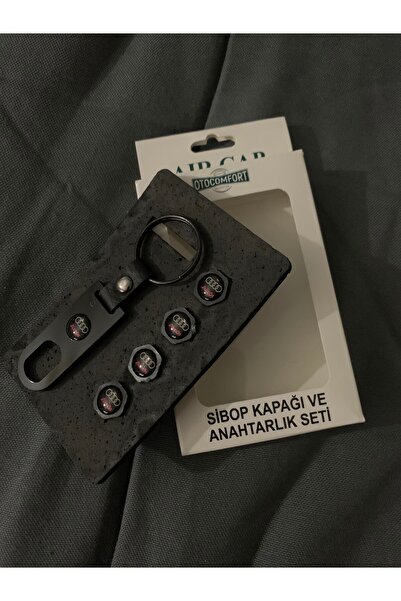 AIR CAP
OTOCOMFORT
SİBOP KAPAĞI VE
ANAHTARLIK SETİ